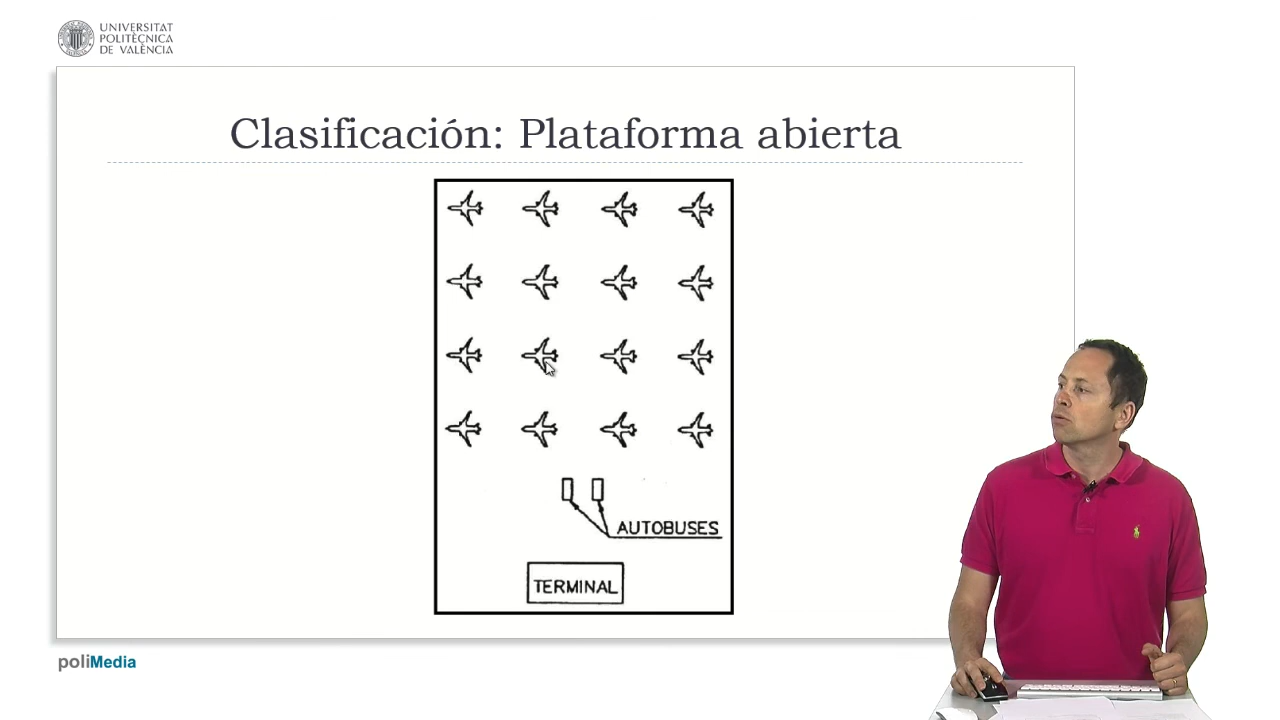 UNIVERSITAT
POLITÈCNICA
DE VALÈNCIA
Clasificación: Plataforma abierta
AUTOBUSES
TERMINAL
poliMedia